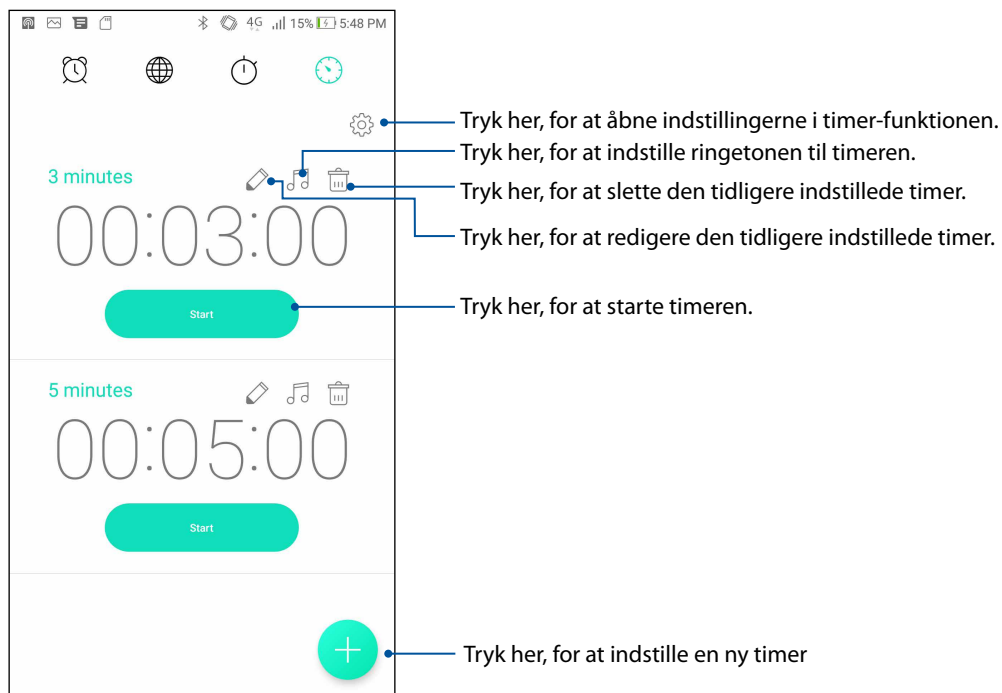 4G 15% 5:48 PM
Tryk her, for at åbne indstillingerne i timer-funktionen.
Tryk her, for at indstille ringetonen til timeren.
3 minutes
Tryk her, for at slette den tidligere indstillede timer.
00:03:00
Tryk her, for at redigere den tidligere indstillede timer.
Start
Tryk her, for at starte timeren.
5 minutes
00:05:00
Start
Tryk her, for at indstille en ny timer